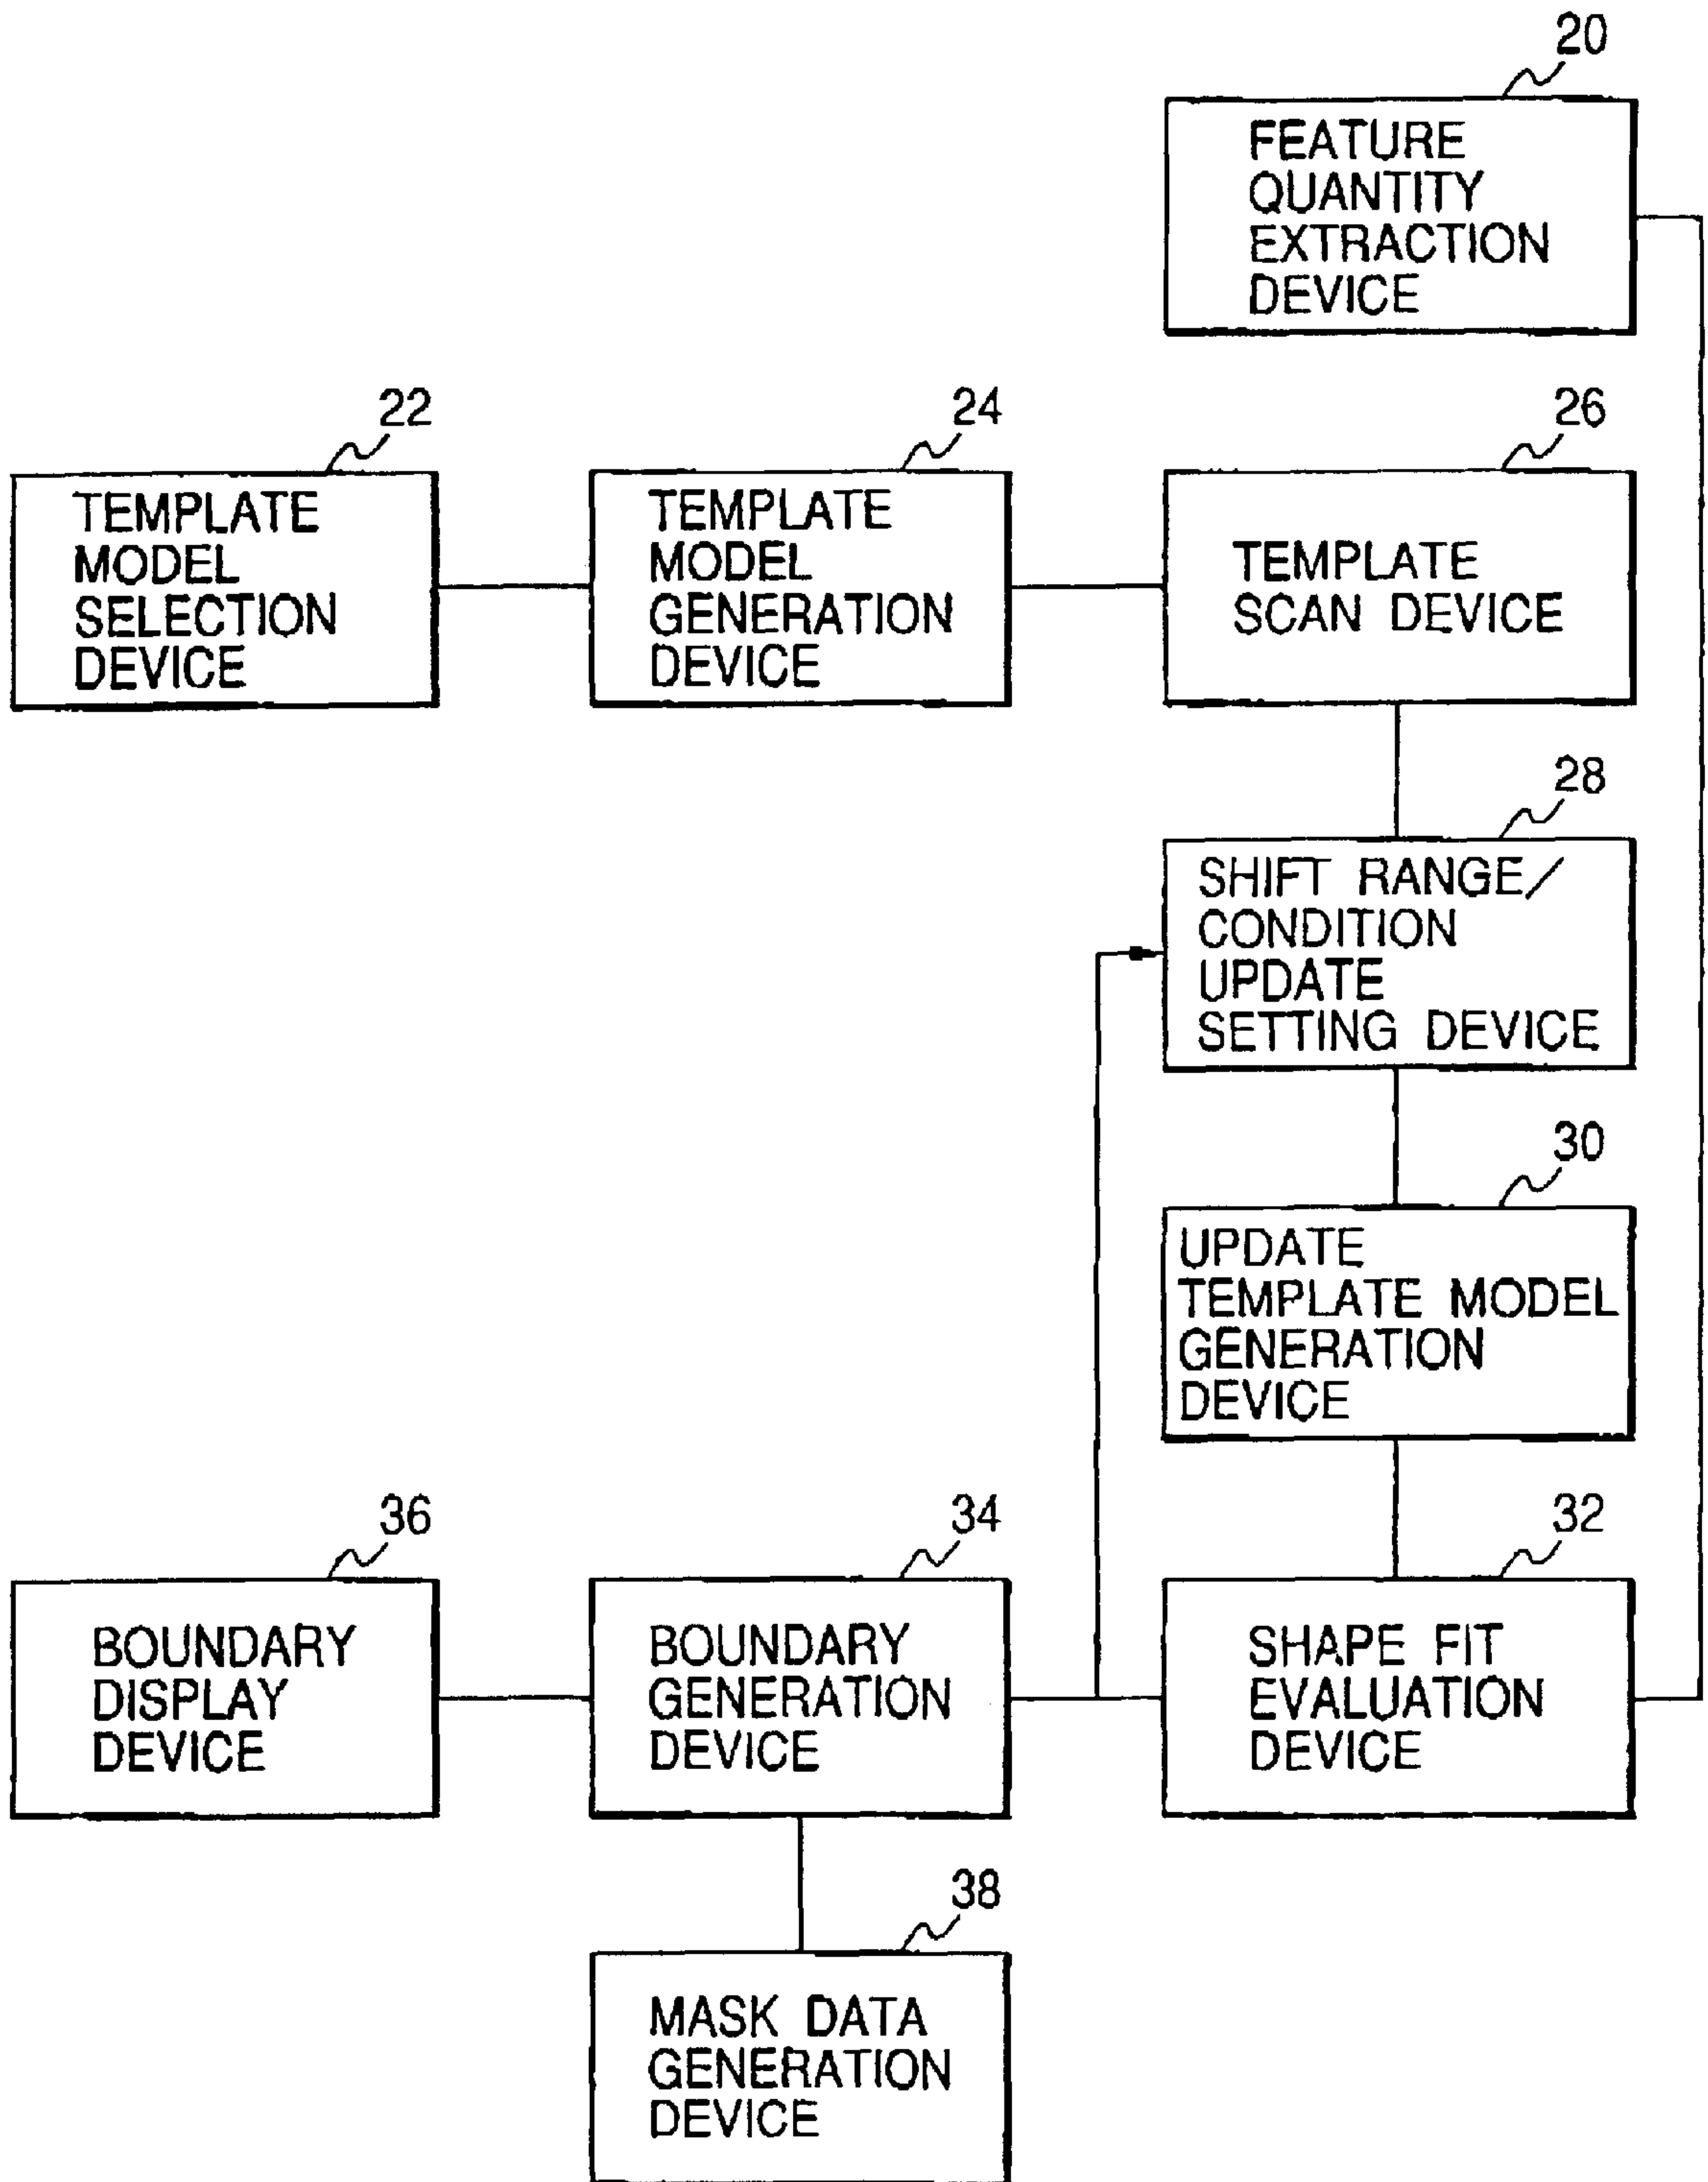 20
FEATURE
QUANTITY
EXTRACTION
DEVICE
22
TEMPLATE
MODEL
SELECTION
DEVICE
24
TEMPLATE
MODEL
GENERATION
DEVICE
26
TEMPLATE
SCAN DEVICE
28
SHIFT RANGE/
CONDITION
UPDATE
SETTING DEVICE
30
UPDATE
TEMPLATE MODEL
GENERATION
DEVICE
36
BOUNDARY
DISPLAY
DEVICE
34
BOUNDARY
GENERATION
DEVICE
32
SHAPE FIT
EVALUATION
DEVICE
38
MASK DATA
GENERATION
DEVICE